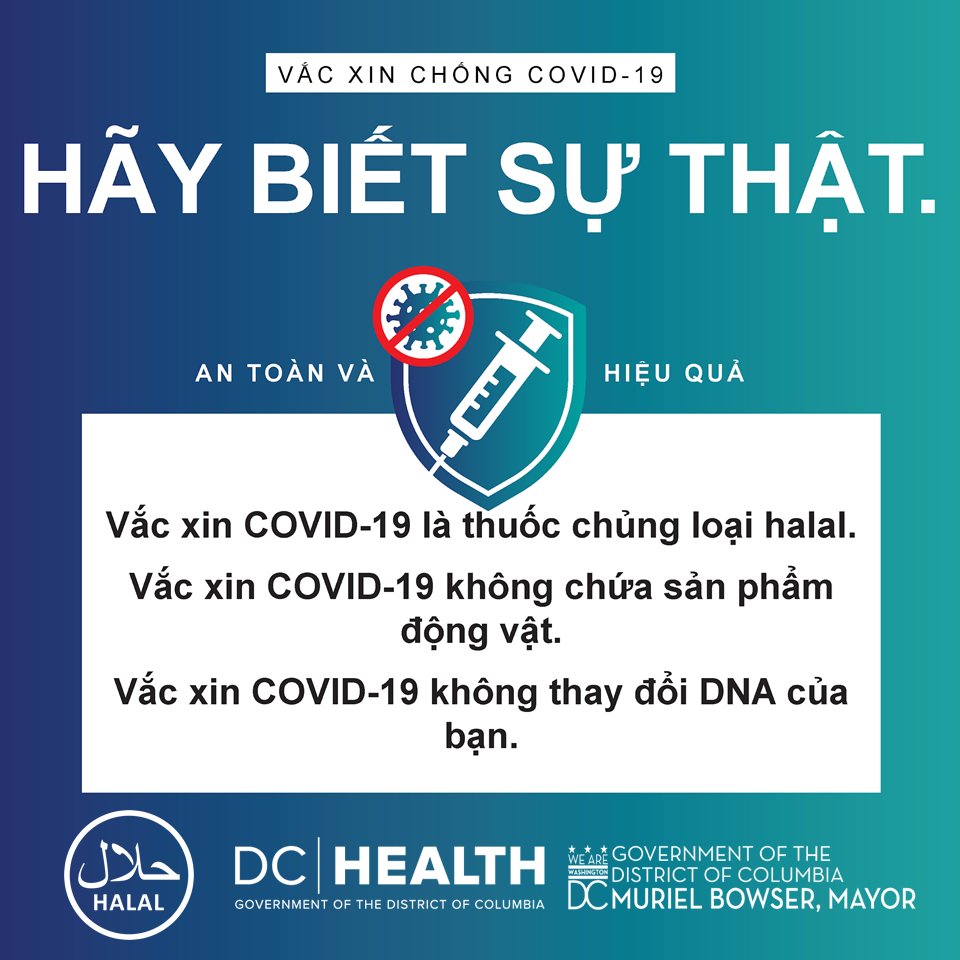 VẮC XIN CHỐNG COVID-19
HÃY BIẾT SỰ THẬT.
AN TOÀN VÀ HIỆU QUẢ
Vắc xin COVID-19 là thuốc chủng loại halal.
Vắc xin COVID-19 không chứa sản phẩm
động vật.
Vắc xin COVID-19 không thay đổi DNA của
bạn.
حلال
HALAL
DC HEALTH
GOVERNMENT OF THE DISTRICT OF COLUMBIA
WE ARE
WASHINGTON
DC
GOVERNMENT OF THE
DISTRICT OF COLUMBIA
MURIEL BOWSER, MAYOR